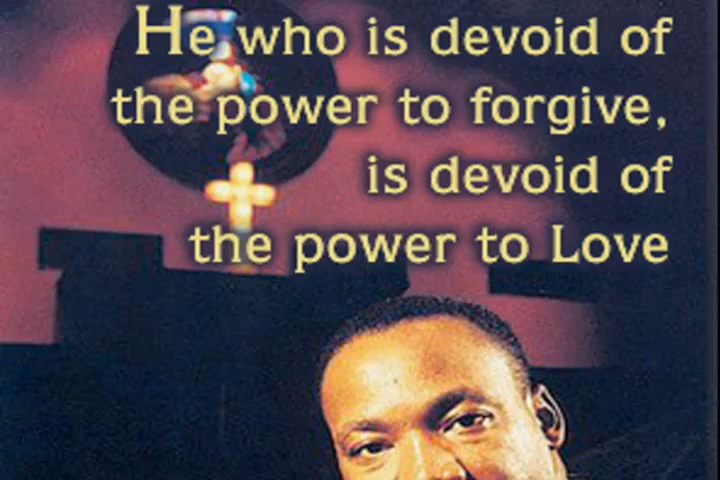 He who is devoid of
the power to forgive,
is devoid of
the power to Love